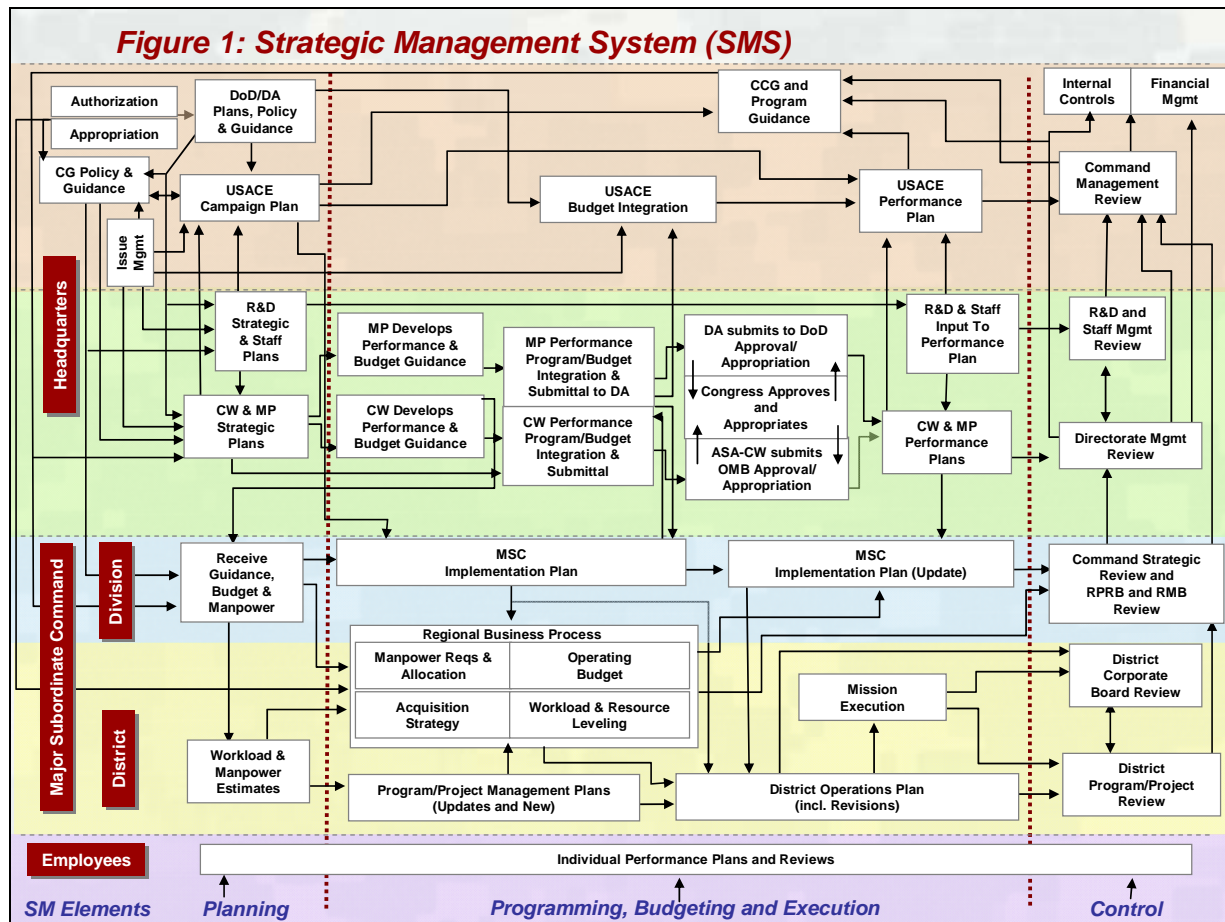 Figure 1: Strategic Management System (SMS)
Authorization
Appropriation
DoD/DA
Plans, Policy
& Guidance
CCG and
Program
Guidance
Internal
Controls
Financial
Mgmt
CG Policy &
Guidance
USACE
Campaign Plan
USACE
Budget Integration
USACE
Performance
Plan
Command
Management
Review
Issue
Mgmt
Headquarters
R&D
Strategic
& Staff
Plans
MP Develops
Performance &
Budget Guidance
MP Performance
Program/Budget
Integration &
Submittal to DA
DA submits to DoD
Approval/
Appropriation
R&D & Staff
Input To
Performance
Plan
R&D and
Staff Mgmt
Review
CW & MP
Strategic Plans
CW Develops
Performance &
Budget Guidance
CW Performance
Program/Budget
Integration &
Submittal
Congress Approves
and
Appropriates
ASA-CW submits
OMB Approval/
Appropriation
CW & MP
Performance
Plans
Directorate Mgmt
Review
Major Subordinate Command
Division
Receive
Guidance,
Budget &
Manpower
MSC
Implementation Plan
MSC
Implementation Plan (Update)
Command Strategic
Review and
RPRB and RMB
Review
Regional Business Process
Manpower Reqs &
Allocation
Operating
Budget
Acquisition
Strategy
Workload & Resource
Leveling
Mission
Execution
District
Corporate
Board Review
District
Workload &
Manpower
Estimates
Program/Project Management Plans
(Updates and New)
District Operations Plan
(incl. Revisions)
District
Program/Project
Review
Employees
Individual Performance Plans and Reviews
SM Elements
Planning
Programming, Budgeting and Execution
Control